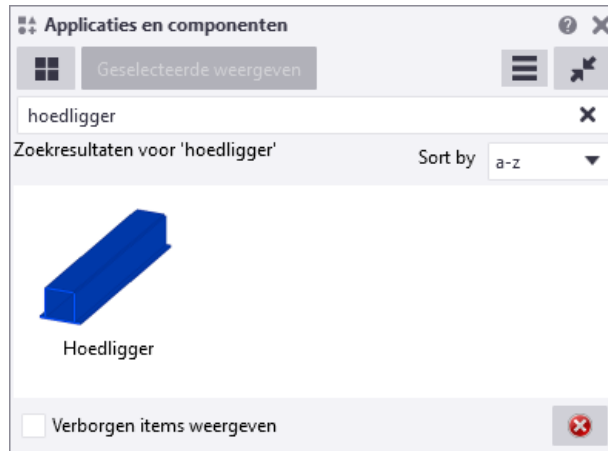 Applicaties en componenten
Geselecteerde weergeven
hoedligger
Zoekresultaten voor 'hoedligger'
Sort by
a-z
Hoedligger
Verborgen items weergeven